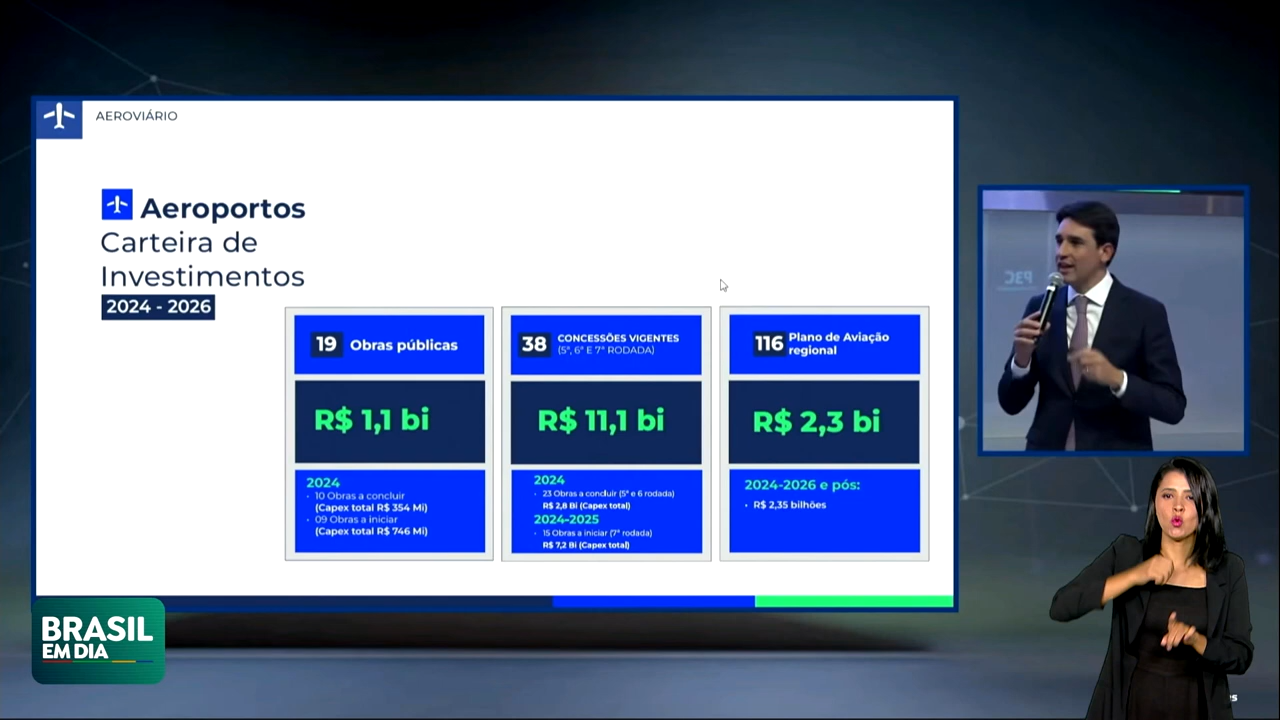 AEROVIÁRIO
Aeroportos
Carteira de
Investimentos
2024 - 2026
19 Obras públicas
R$ 1,1 bi
2024
· 10 Obras a concluir
(Capex total R$ 354 Mi)
· 09 Obras a iniciar
(Capex total R$ 746 Mi)
38 CONCESSÕES VIGENTES
(5ª, 6ª E 7ª RODADA)
R$ 11,1 bi
2024
· 23 Obras a concluir (5ª e 6 rodada)
R$ 2,8 Bi (Capex total)
2024-2025
· 15 Obras a iniciar (7ª rodada)
R$ 7,2 Bi (Capex total)
116 Plano de Aviação
regional
R$ 2,3 bi
2024-2026 e pós:
• R$ 2,35 bilhões
P3C
BRASIL
EM DIA